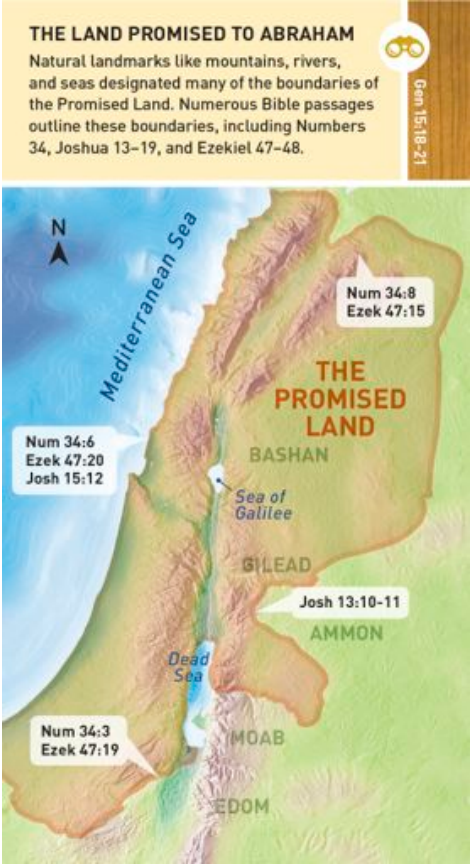 THE LAND PROMISED TO ABRAHAM
Natural landmarks like mountains, rivers,
and seas designated many of the boundaries of
the Promised Land. Numerous Bible passages
outline these boundaries, including Numbers
34, Joshua 13–19, and Ezekiel 47–48.
Gen 15:18-21
N
Mediterranean Sea
Num 34:8
Ezek 47:15
THE
PROMISED
LAND
Num 34:6
Ezek 47:20
Josh 15:12
BASHAN
Sea of
Galilee
GILEAD
Josh 13:10-11
AMMON
Dead
Sea
Num 34:3
Ezek 47:19
MOAB
EDOM